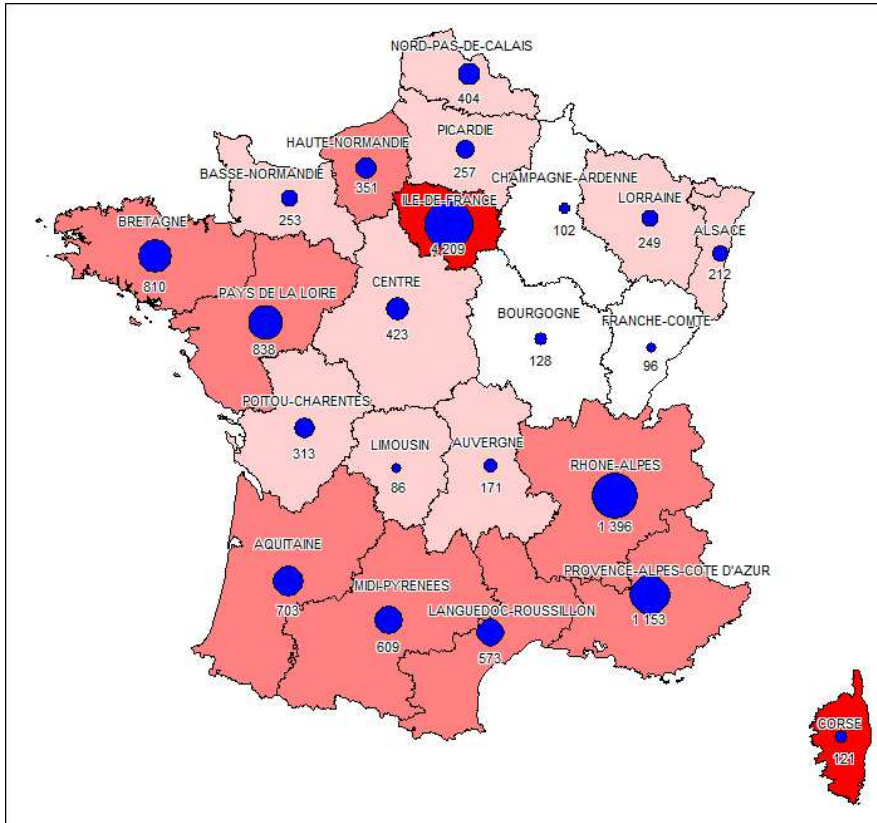 NORD-PAS-DE-CALAIS
404
PICARDIE
257
HAUTE-NORMANDIE
351
BASSE-NORMANDIE
253
CHAMPAGNE-ARDENNE
102
LORRAINE
249
ALSACE
212
ILE-DE-FRANCE
4 209
BRETAGNE
810
PAYS DE LA LOIRE
838
CENTRE
423
BOURGOGNE
128
FRANCHE-COMTE
96
POITOU-CHARENTES
313
LIMOUSIN
86
AUVERGNE
171
RHONE-ALPES
1 396
AQUITAINE
703
MIDI-PYRENEES
609
LANGUEDOC-ROUSSILLON
573
PROVENCE-ALPES-COTE D'AZUR
1 153
CORSE
121